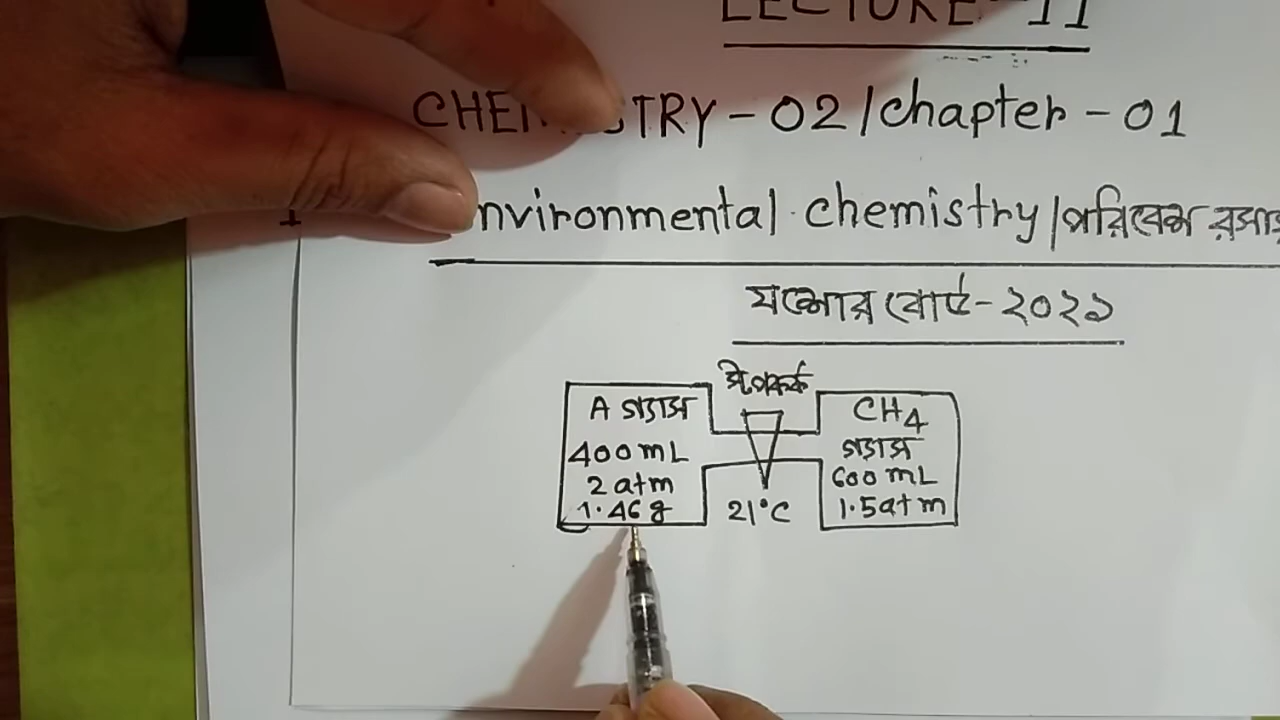 LECTURE - 11
CHEMISTRY - 02 / chapter - 01
nvironmental chemistry / পরিবেশ রসা
যশোর বোর্ড - ২০২১
স্টপকর্ক
A গ্যাস
400 mL
2 atm
1.46 g
21°C
CH4
গ্যাস
600 mL
1.5 atm